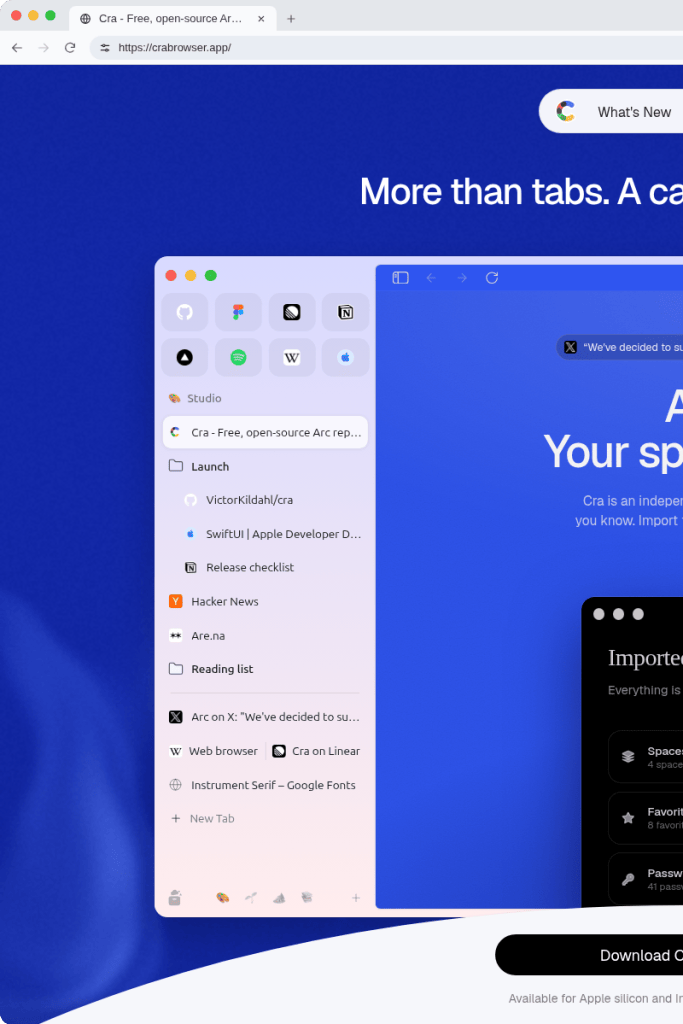 Cra - Free, open-source Ar…
https://crabrowser.app/
What's New
More than tabs. A ca
Studio
Cra - Free, open-source Arc rep…
Launch
VictorKildahl/cra
SwiftUI | Apple Developer D…
Release checklist
Hacker News
Are.na
Reading list
Arc on X: "We've decided to su…
Web browser
Cra on Linear
Instrument Serif – Google Fonts
New Tab
"We've decided to su
A
Your sp
Cra is an indepen
you know. Import
Imported
Everything is
Spaces
4 space
Favorit
8 favorit
Passw
41 passw
Download C
Available for Apple silicon and In